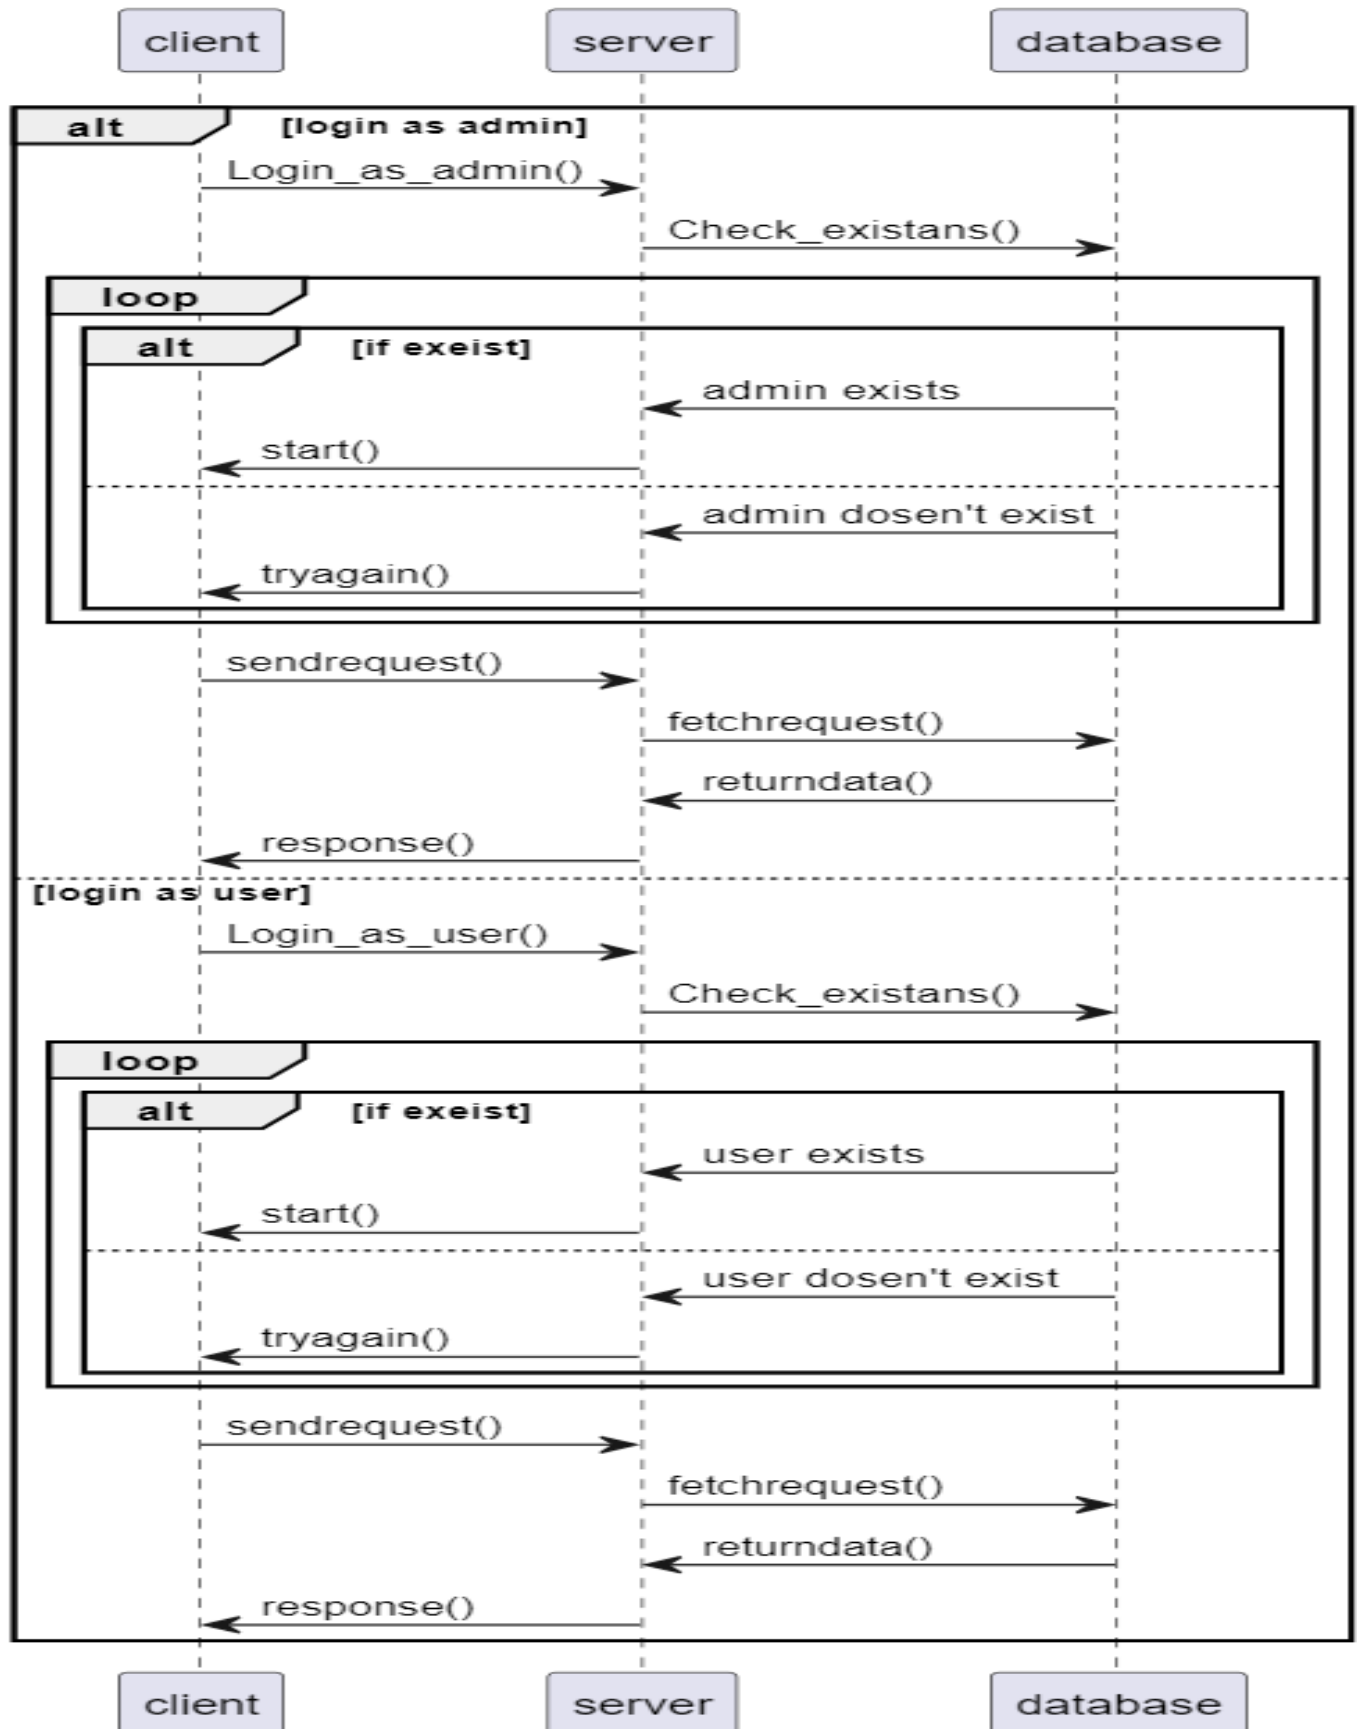 client server database
alt [login as admin]
Login_as_admin()
Check_existans()
loop
alt [if exeist]
admin exists
start()
admin dosen't exist
tryagain()
sendrequest()
fetchrequest()
returndata()
response()
[login as user]
Login_as_user()
Check_existans()
loop
alt [if exeist]
user exists
start()
user dosen't exist
tryagain()
sendrequest()
fetchrequest()
returndata()
response()
client server database